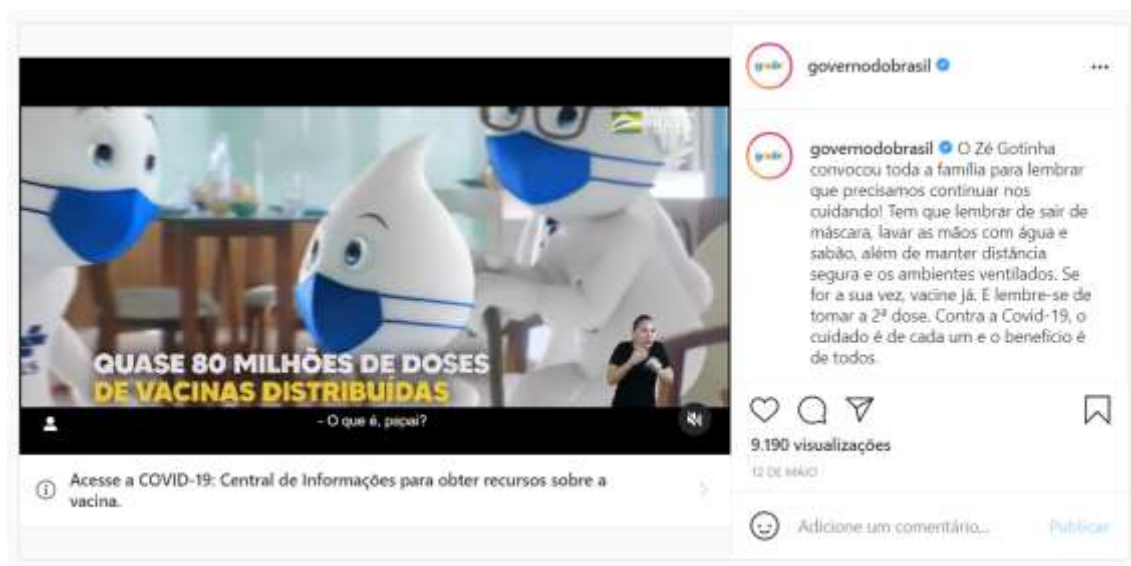 QUASE 80 MILHÕES DE DOSES
DE VACINAS DISTRIBUÍDAS
- O que é, papai?
Acesse a COVID-19: Central de Informações para obter recursos sobre a
vacina.
governodobrasil
governodobrasil O Zé Gotinha
convocou toda a família para lembrar
que precisamos continuar nos
cuidando! Tem que lembrar de sair de
máscara, lavar as mãos com água e
sabão, além de manter distância
segura e os ambientes ventilados. Se
for a sua vez, vacine já. E lembre-se de
tomar a 2ª dose. Contra a Covid-19, o
cuidado é de cada um e o benefício é
de todos.
9.190 visualizações
12 DE MAIO
Adicione um comentário... Publicar